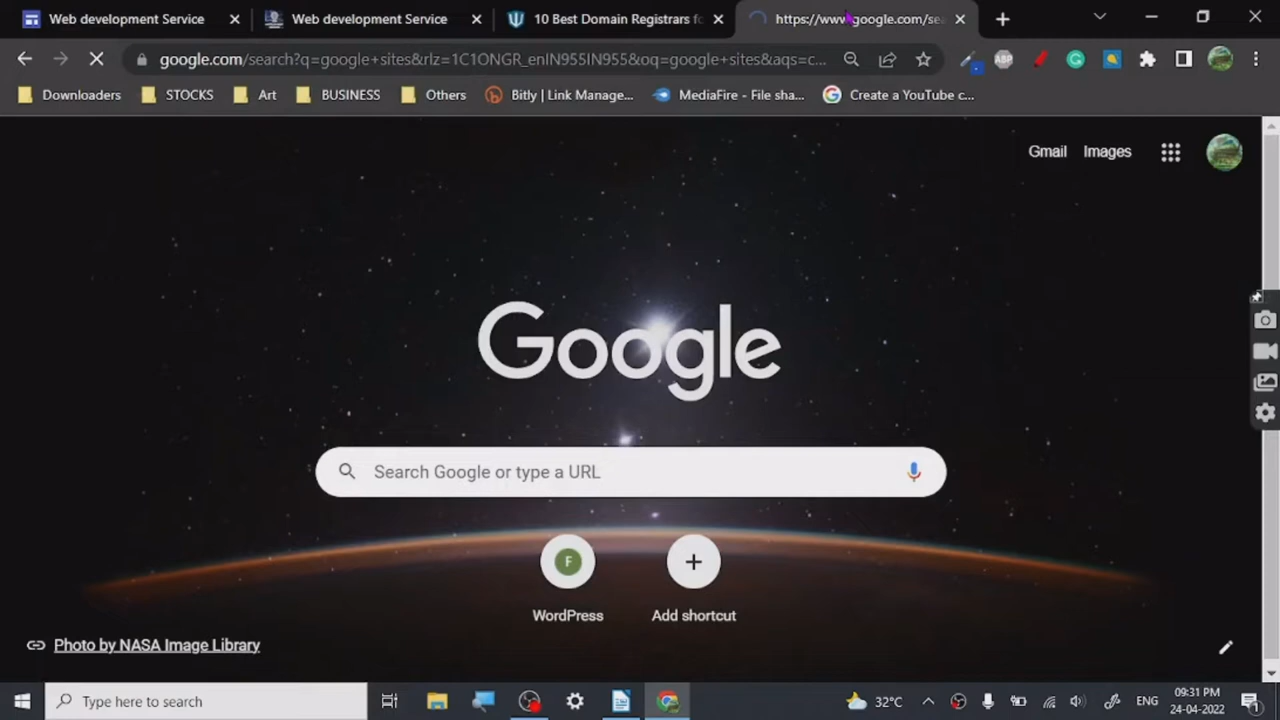 Web development Service
Web development Service
10 Best Domain Registrars fo
https://www.google.com/sea
google.com/search?q=google+sites&rlz=1C1ONGR_enIN955IN955&oq=google+sites&aqs=c...
Downloaders
STOCKS
Art
BUSINESS
Others
Bitly | Link Manage...
MediaFire - File sha...
Create a YouTube c...
Gmail
Images
Google
Search Google or type a URL
F
WordPress
Add shortcut
Photo by NASA Image Library
Type here to search
32°C
ENG
09:31 PM
24-04-2022